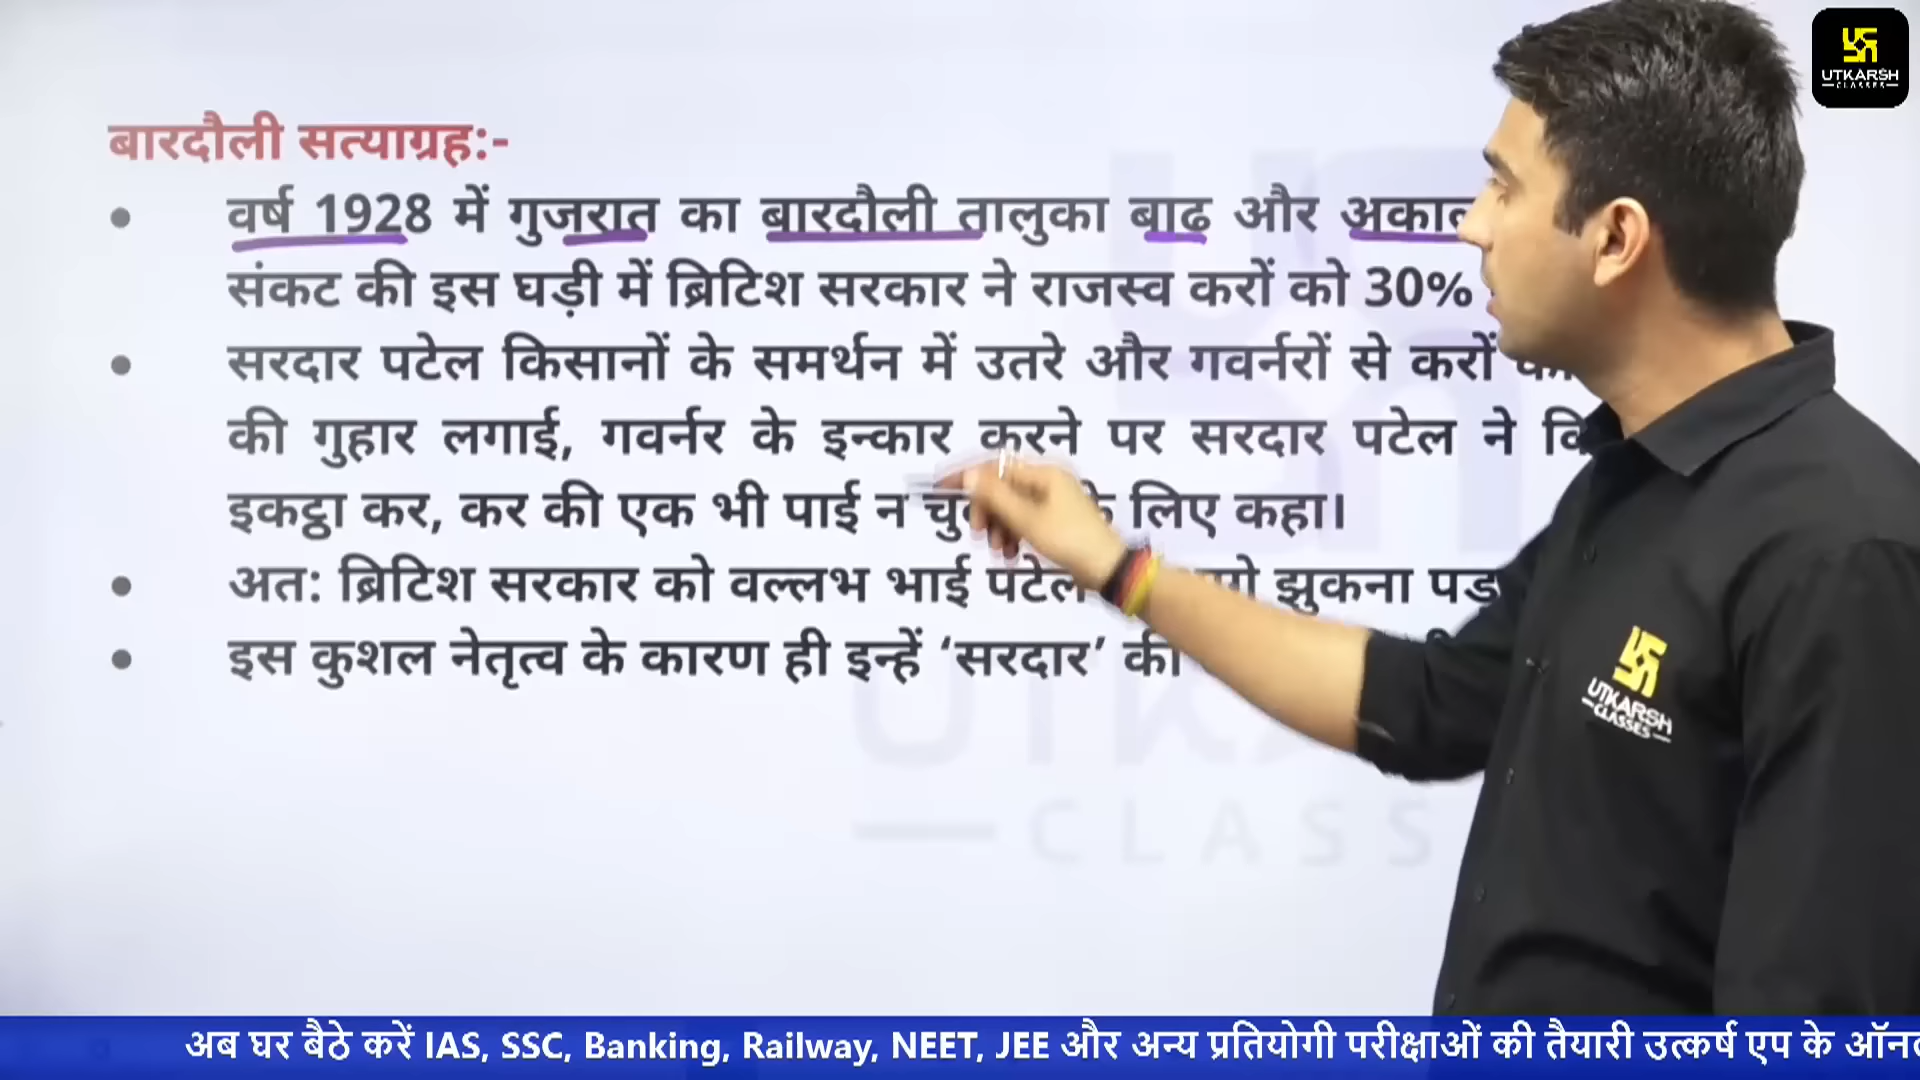 बारदौली सत्याग्रह:-
वर्ष 1928 में गुजरात का बारदौली तालुका बाढ़ और
संकट की इस घड़ी में ब्रिटिश सरकार ने राजस्व करों को 30%
सरदार पटेल किसानों के समर्थन में उतरे और गवर्नरों से करों
की गुहार लगाई, गवर्नर के इन्कार करने पर सरदार पटेल ने
इकट्ठा कर, कर की एक भी पाई न लिए कहा।
अत: ब्रिटिश सरकार को वल्लभ भाई पटेल झुकना
इस कुशल नेतृत्व के कारण ही इन्हें ‘सरदार’ की
UTKARSH
CLASSES
UTKARSH
CLASSES
CLASS
अब घर बैठे करें IAS, SSC, Banking, Railway, NEET, JEE और अन्य प्रतियोगी परीक्षाओं की तैयारी उत्कर्ष एप के